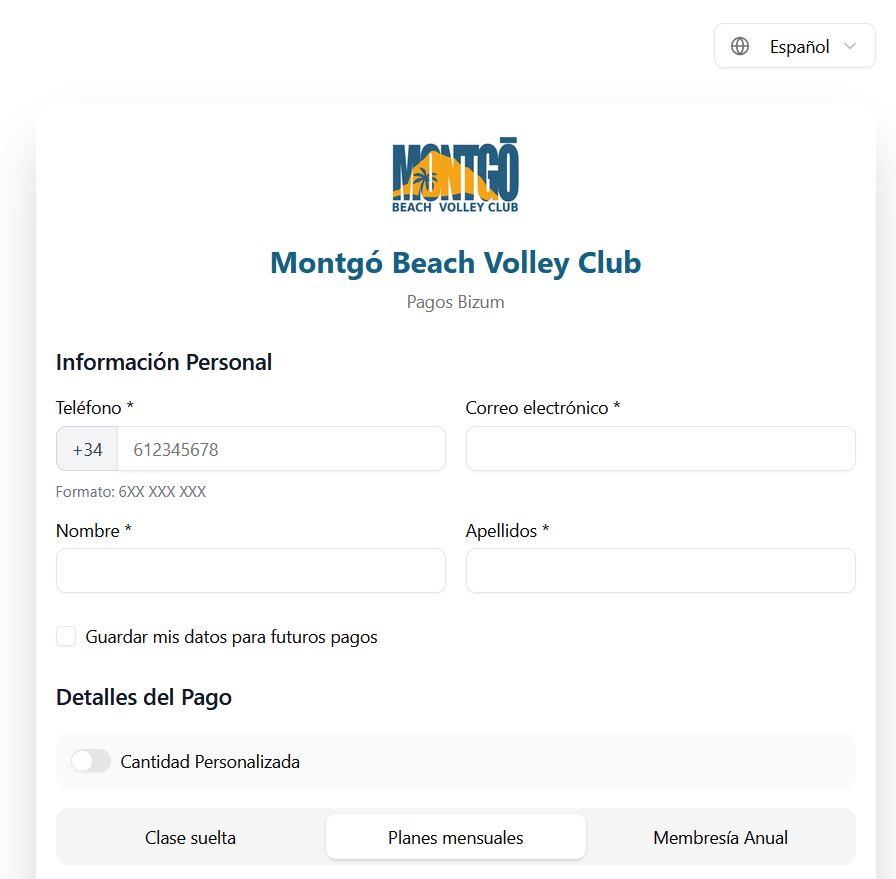 Español
MONTGŌ
BEACH VOLLEY CLUB
Montgó Beach Volley Club
Pagos Bizum
Información Personal
Teléfono * Correo electrónico *
+34 612345678
Formato: 6XX XXX XXX
Nombre * Apellidos *
Guardar mis datos para futuros pagos
Detalles del Pago
Cantidad Personalizada
Clase suelta Planes mensuales Membresía Anual